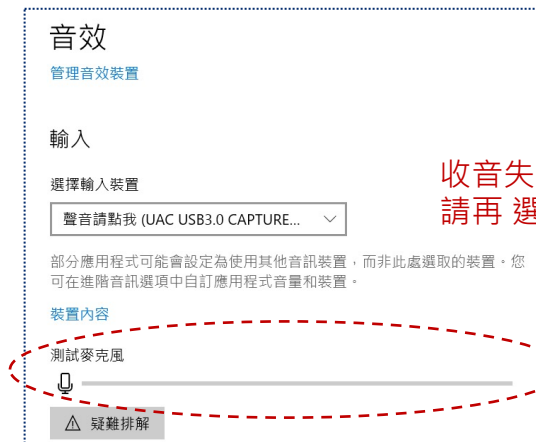 音效
管理音效裝置
輸入
收音失
請再 選
選擇輸入裝置
聲音請點我 (UAC USB3.0 CAPTURE...
部分應用程式可能會設定為使用其他音訊裝置，而非此處選取的裝置。您
可在進階音訊選項中自訂應用程式音量和裝置。
裝置內容
測試麥克風
疑難排解